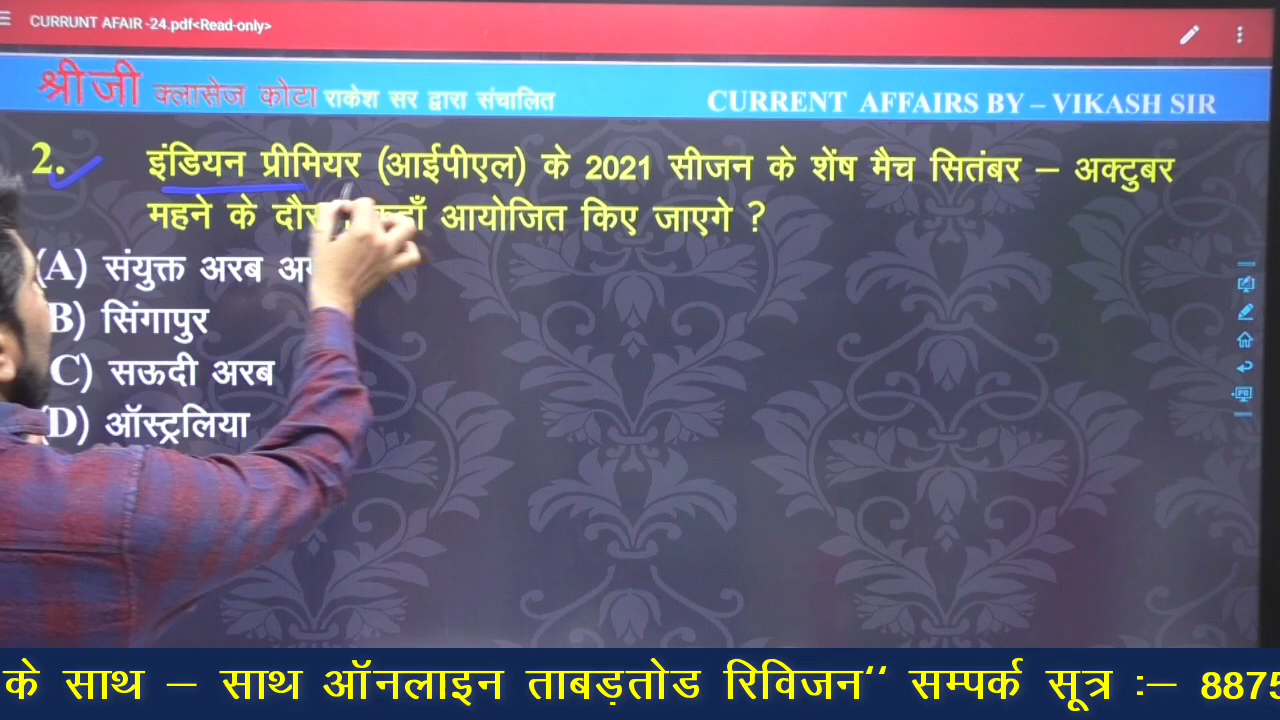 CURRUNT AFAIR -24.pdf<Read-only>
श्रीजी क्लासेज कोटा राकेश सर द्वारा संचालित CURRENT AFFAIRS BY – VIKASH SIR
2. इंडियन प्रीमियर (आईपीएल) के 2021 सीजन के शेंष मैच सितंबर – अक्टुबर
महने के कहाँ आयोजित किए जाएगे ?
(A) संयुक्त अरब
(B) सिंगापुर
(C) सऊदी अरब
(D) ऑस्ट्रलिया
के साथ – साथ ऑनलाइन ताबड़तोड रिविजन“ सम्पर्क सूत्र :– 8875